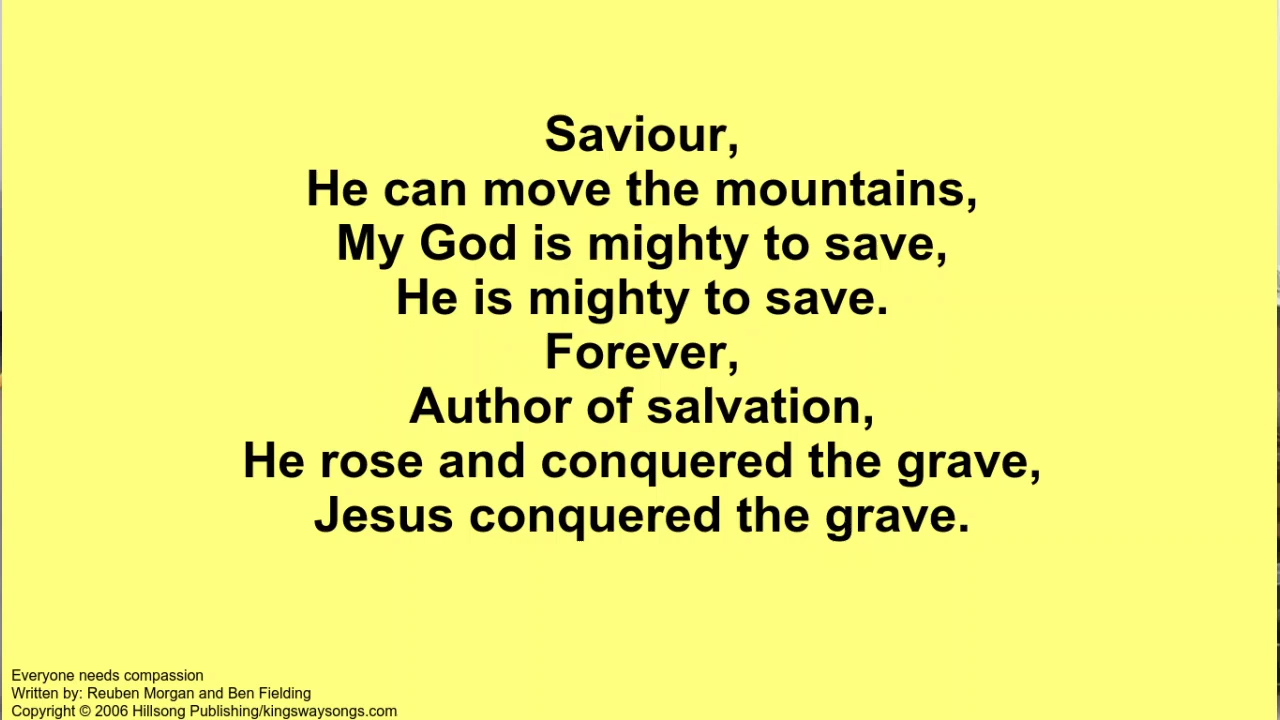 Saviour,
He can move the mountains,
My God is mighty to save,
He is mighty to save.
Forever,
Author of salvation,
He rose and conquered the grave,
Jesus conquered the grave.
Everyone needs compassion
Written by: Reuben Morgan and Ben Fielding
Copyright © 2006 Hillsong Publishing/kingswaysongs.com